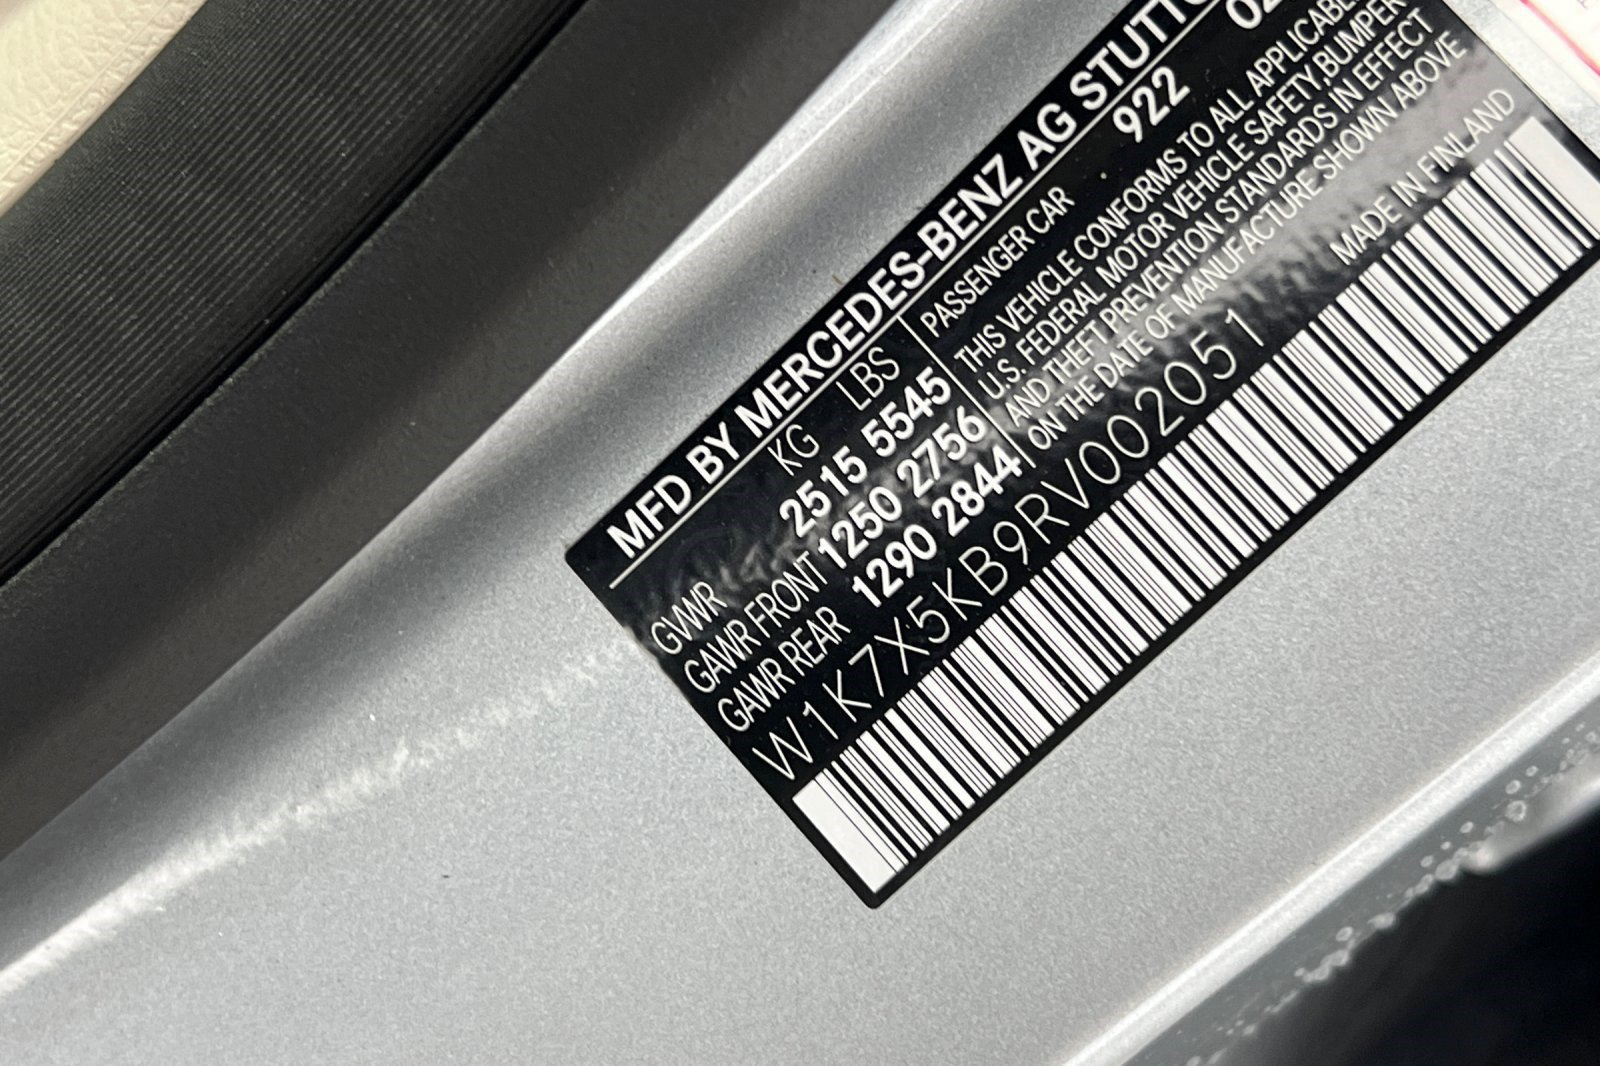 MFD BY MERCEDES-BENZ AG
KG LBS
GVWR 2515 5545
GAWR FRONT 1250 2756
GAWR REAR 1290 2844
PASSENGER CAR 922
THIS VEHICLE CONFORMS TO ALL
U.S. FEDERAL MOTOR VEHICLE SAFETY,BUMPER
AND THEFT PREVENTION STANDARDS IN EFFECT
ON THE DATE OF MANUFACTURE SHOWN ABOVE
MADE IN FINLAND
W1K7X5KB9RV002051